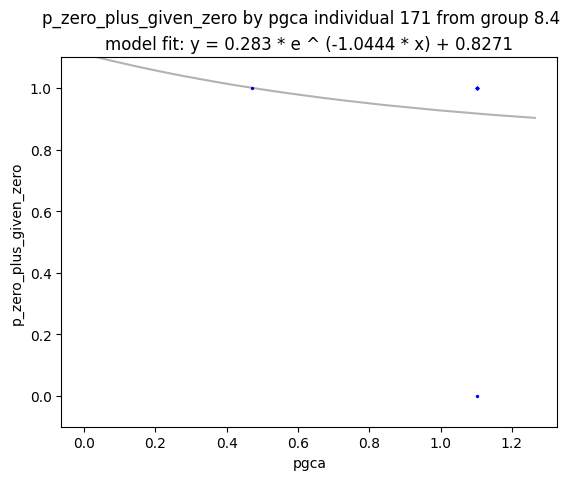 p_zero_plus_given_zero by pgca individual 171 from group 8.4
model fit: y = 0.283 * e ^ (-1.0444 * x) + 0.8271
p_zero_plus_given_zero
1.0
0.8
0.6
0.4
0.2
0.0
0.0 0.2 0.4 0.6 0.8 1.0 1.2
pgca